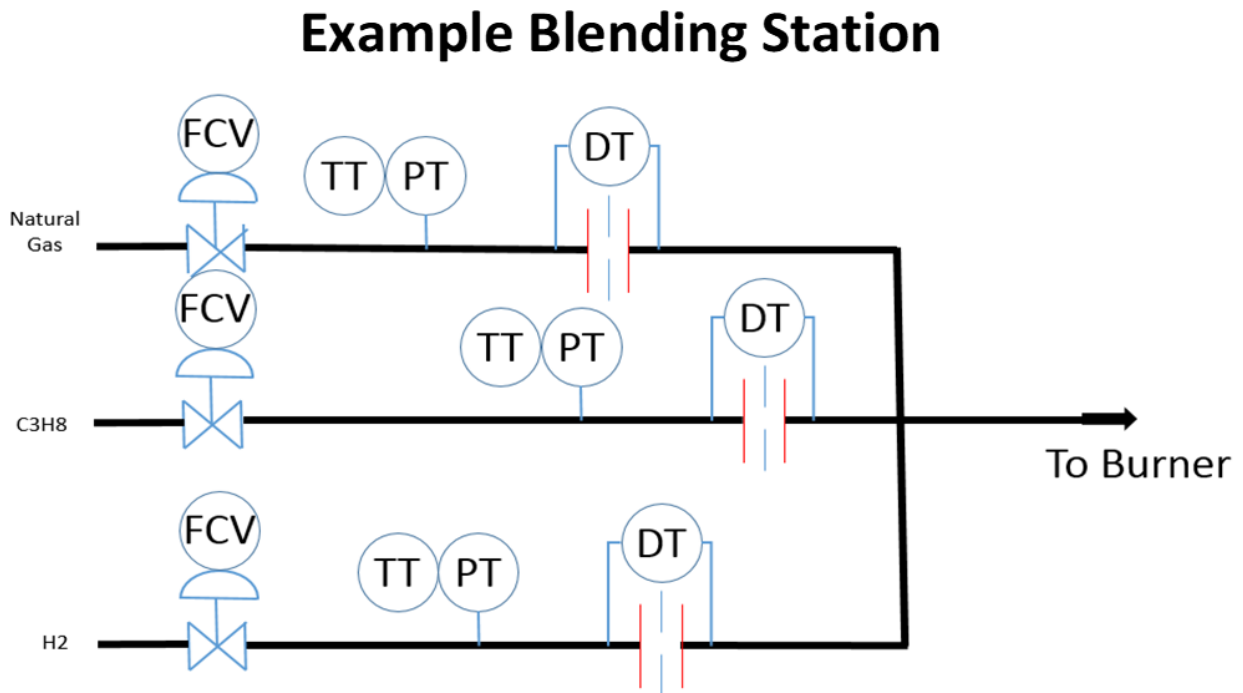 Example Blending Station
FCV
DT
TT PT
Natural
Gas
FCV
DT
TT PT
C3H8
To Burner
FCV
DT
TT PT
H2